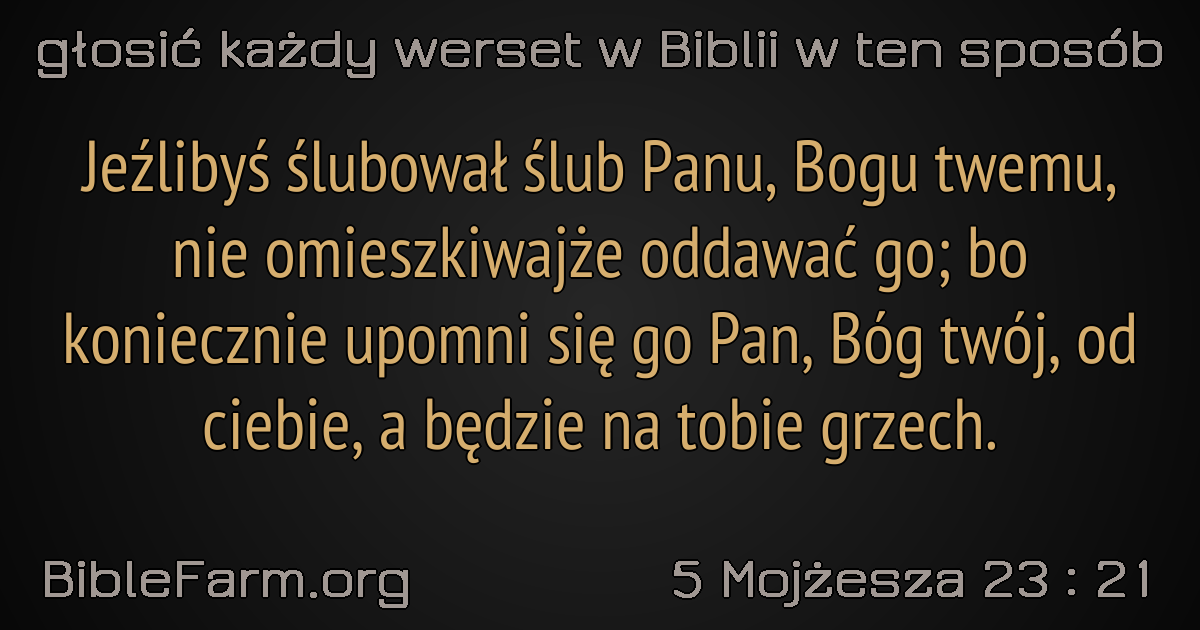 głosić każdy werset w Biblii w ten sposób
Jeźlibyś ślubował ślub Panu, Bogu twemu,
nie omieszkiwajże oddawać go; bo
koniecznie upomni się go Pan, Bóg twój, od
ciebie, a będzie na tobie grzech.
BibleFarm.org
5 Mojżesza 23 : 21